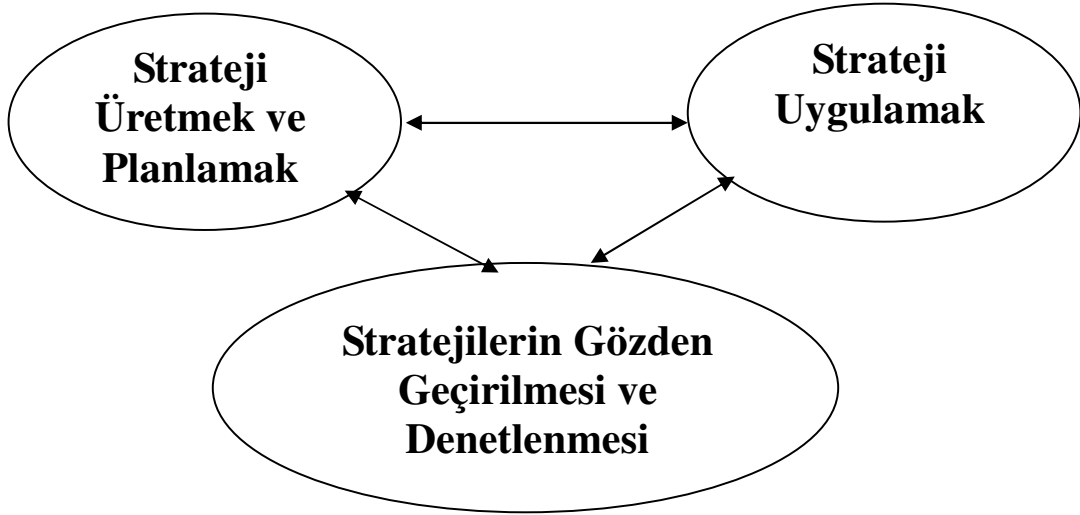 Strateji
Üretmek ve
Planlamak
Strateji
Uygulamak
Stratejilerin Gözden
Geçirilmesi ve
Denetlenmesi